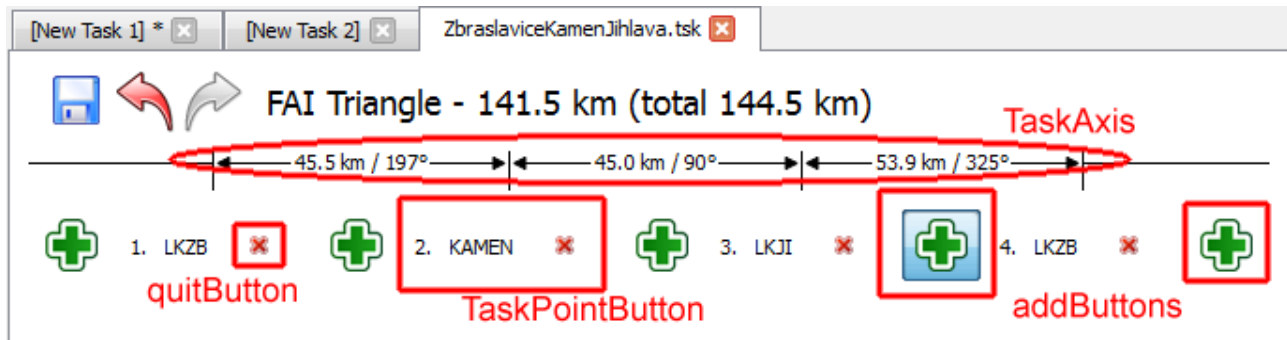 [New Task 1] * [New Task 2] ZbraslaviceKamenJihlava.tsk
FAI Triangle - 141.5 km (total 144.5 km)
TaskAxis
45.5 km / 197° 45.0 km / 90° 53.9 km / 325°
1. LKZB 2. KAMEN 3. LKJI 4. LKZB
quitButton TaskPointButton addButtons